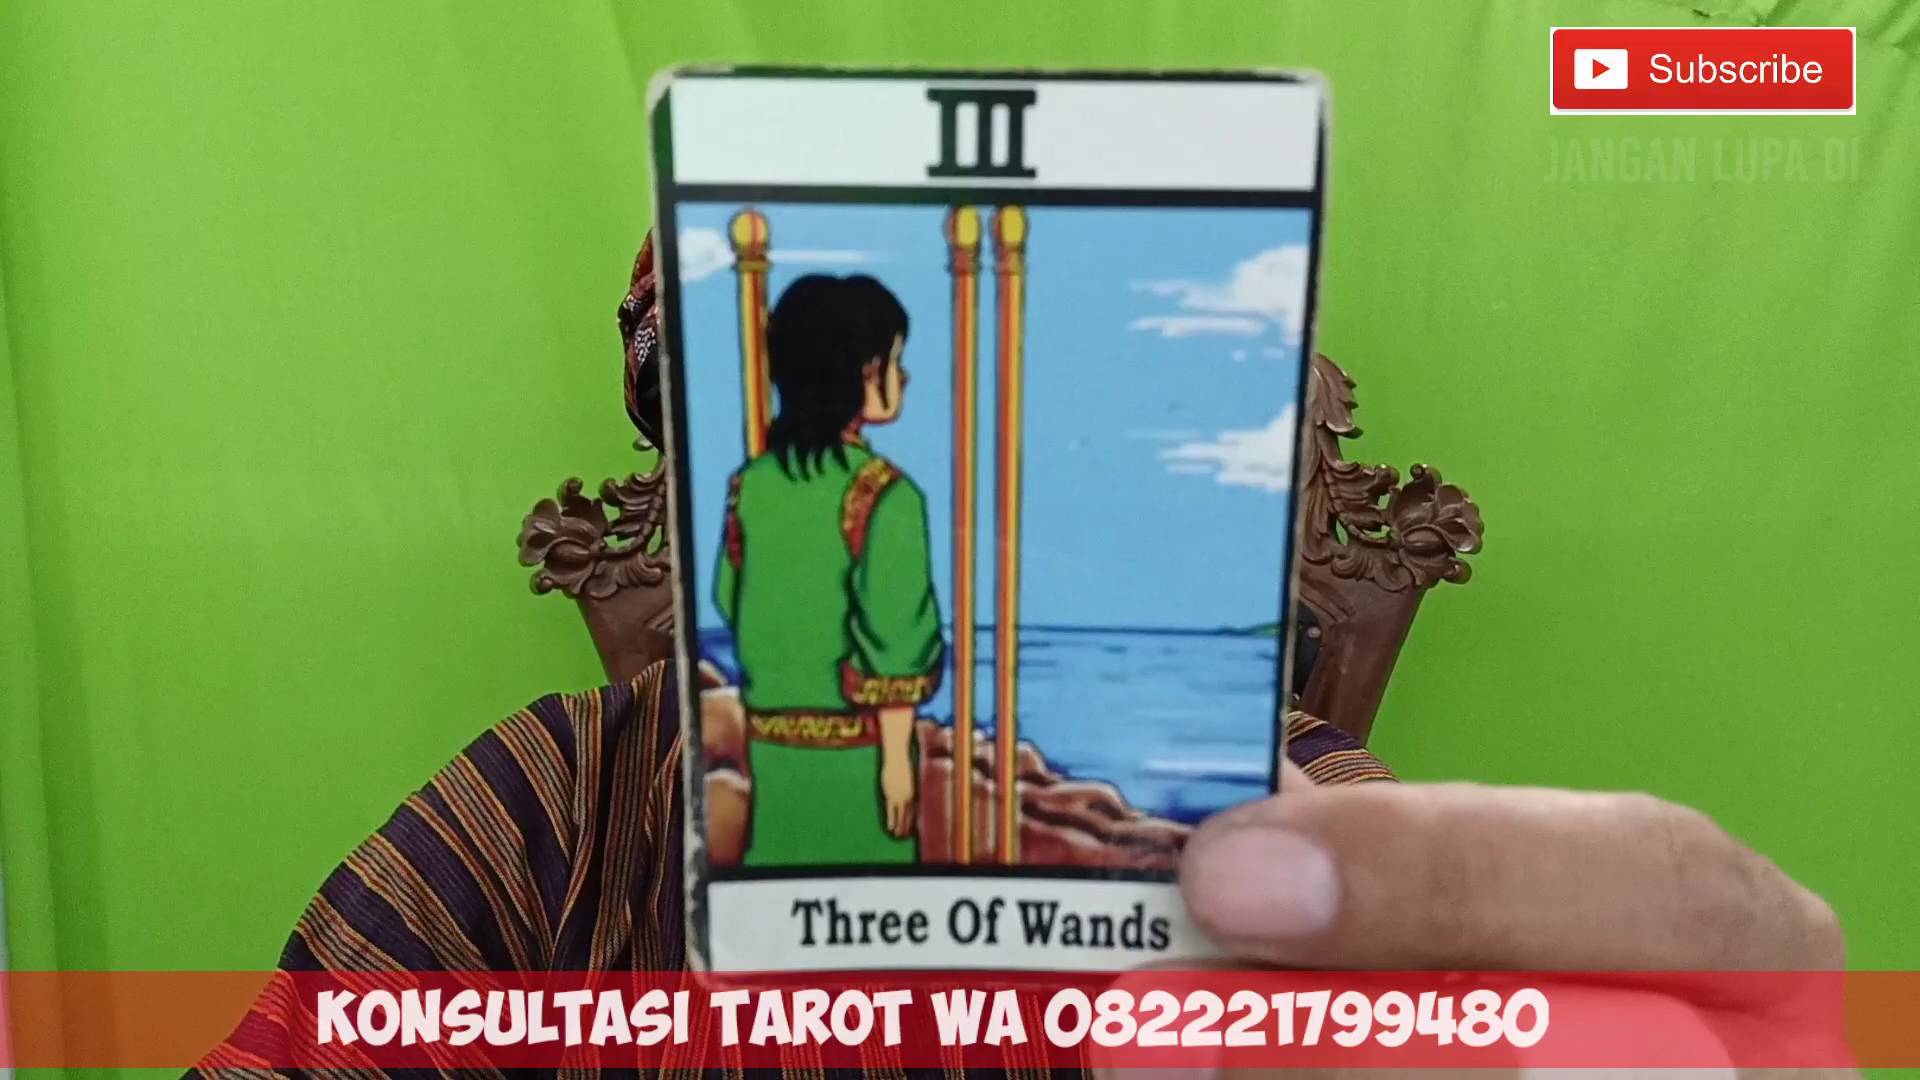 Subscribe
JANGAN LUPA DI
III
Three Of Wands
KONSULTASI TAROT WA 082221799480